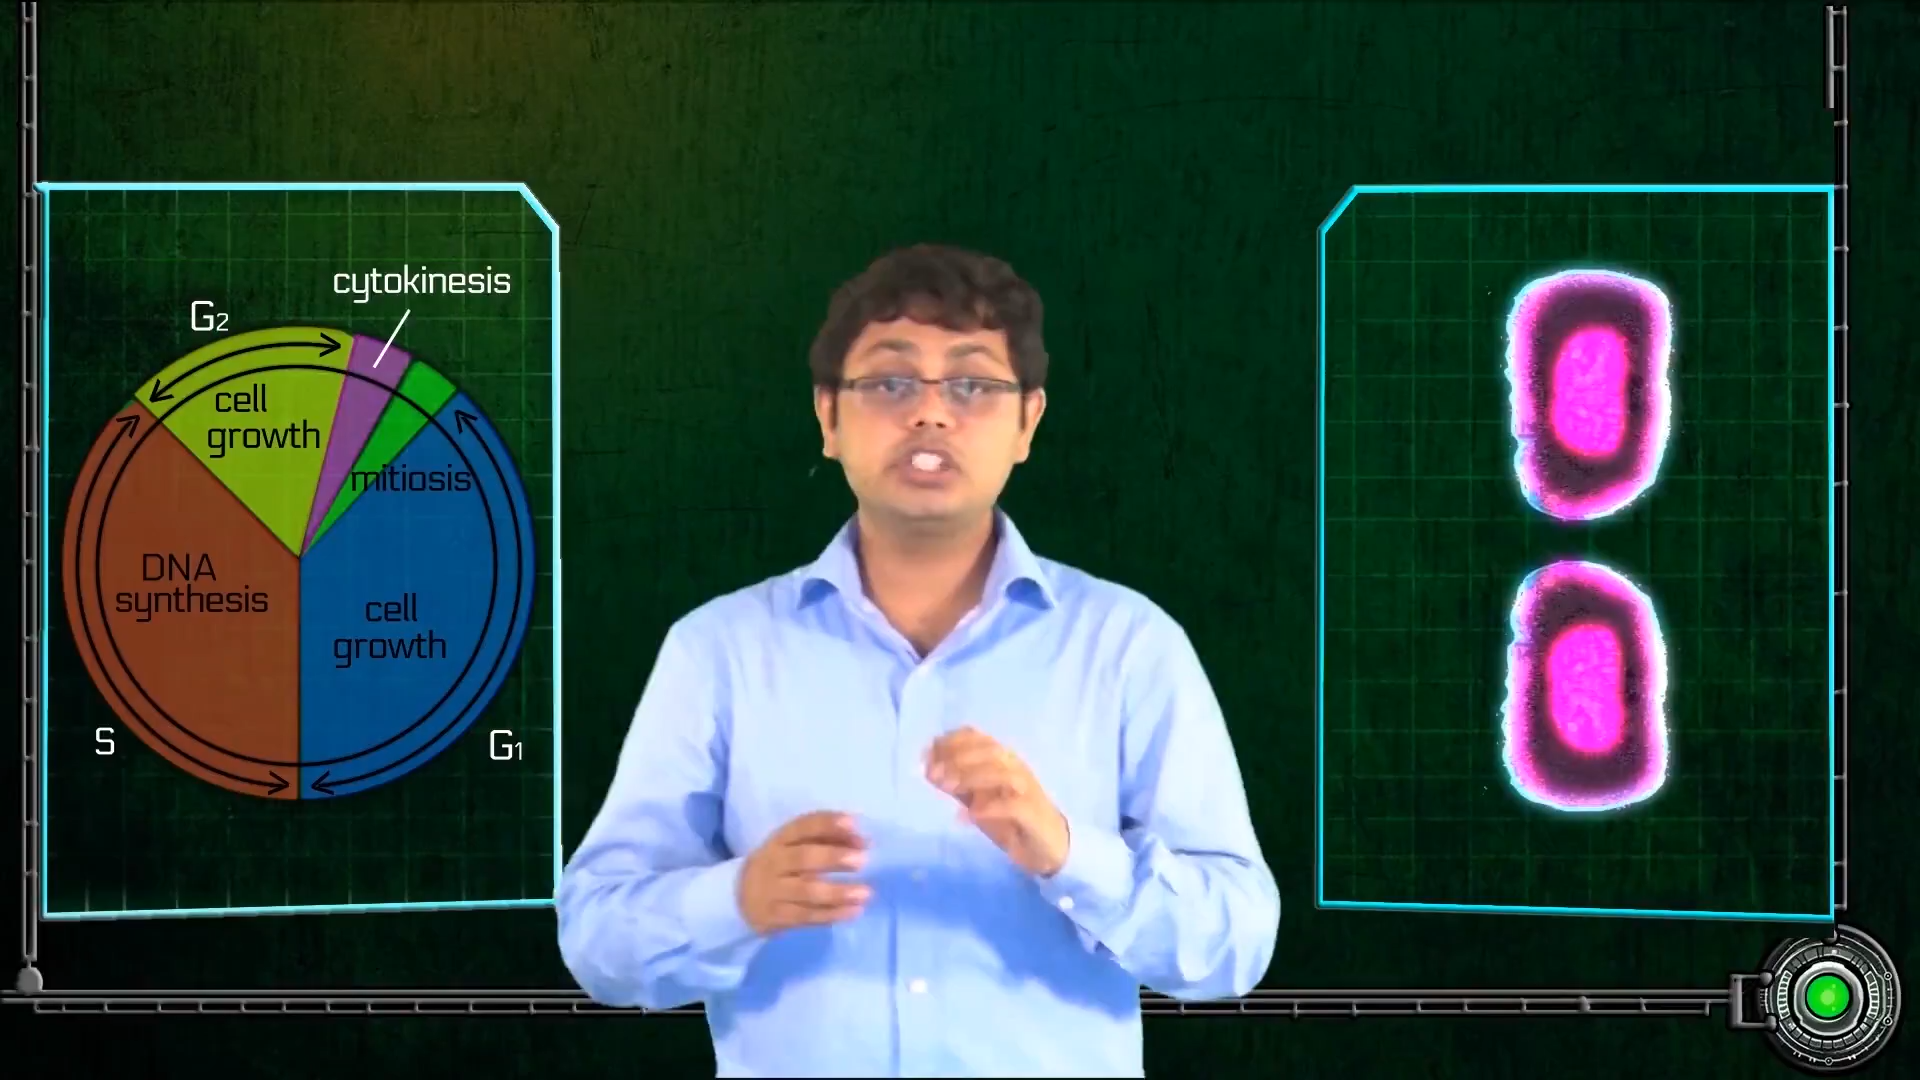 cytokinesis
G2
cell
growth
mitiosis
DNA
synthesis
cell
growth
S
G1